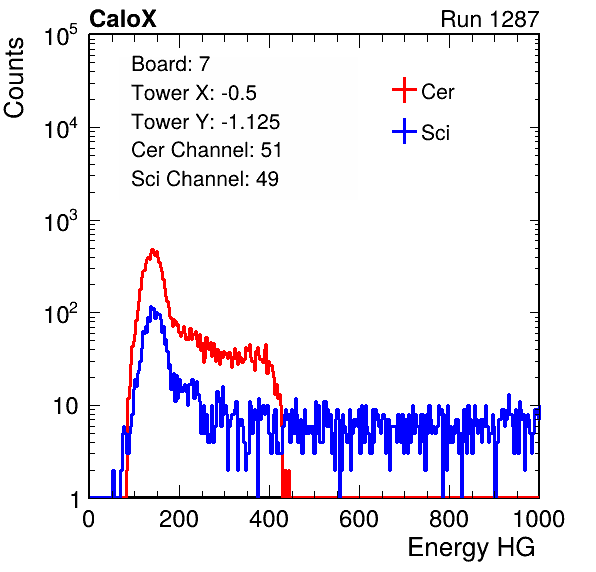 CaloX Run 1287
Counts
10^5
10^4
10^3
10^2
10
1
Board: 7
Tower X: -0.5
Tower Y: -1.125
Cer Channel: 51
Sci Channel: 49
Cer
Sci
0 200 400 600 800 1000
Energy HG